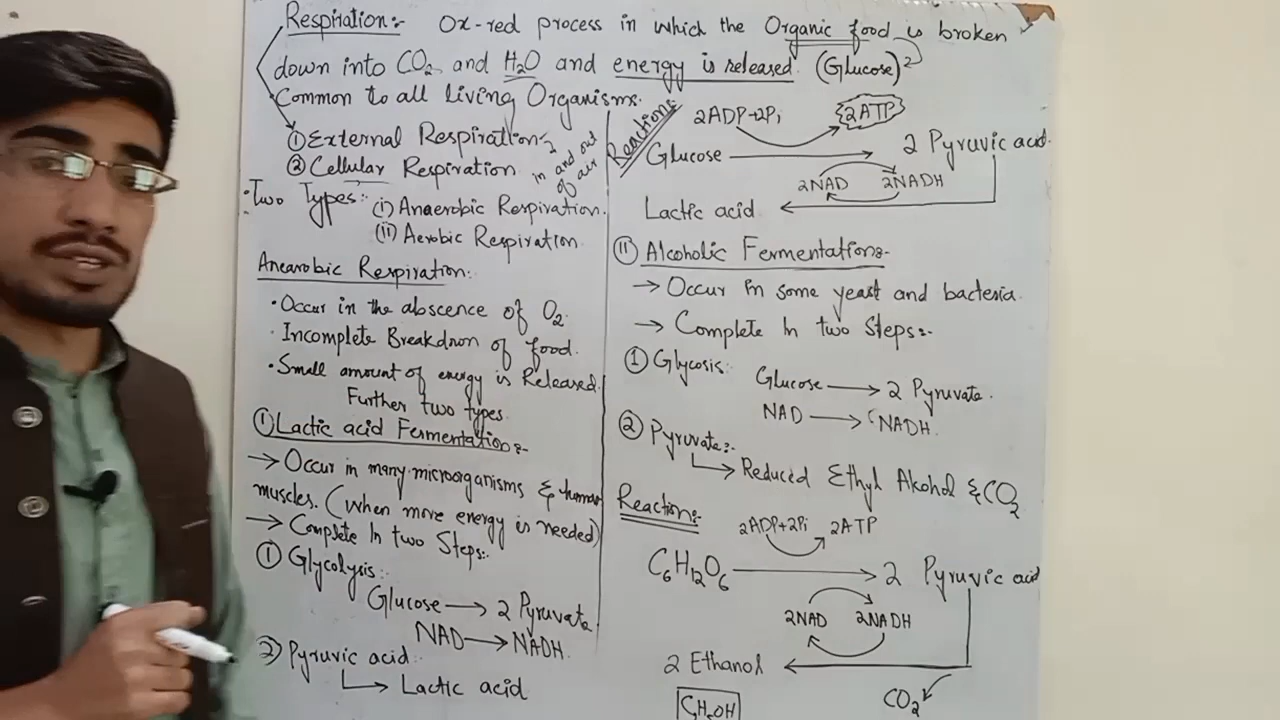 Respiration:- Ox-red process in which the Organic food is broken
down into CO2 and H2O and energy is released. (Glucose)
Common to all living Organisms.
① External Respiration
② Cellular Respiration
in and out
of air
• Two Types:- (i) Anaerobic Respiration.
(ii) Aerobic Respiration
Anearobic Respiration:-
• Occur in the abscence of O2.
• Incomplete Breakdown of food.
• Small amount of energy is Released.
Further two types
① Lactic acid Fermentation:-
→ Occur in many microorganisms & human
muscles. (when more energy is needed)
→ Complete In two Steps:-
① Glycolysis:-
Glucose → 2 Pyruvate
NAD → NADH.
② Pyruvic acid:-
→ Lactic acid
Reactions
2ADP+2Pi 2ATP
Glucose → 2 Pyruvic acid.
2NAD 2NADH
Lactic acid ←
(II) Alcoholic Fermentation:-
→ Occur In some yeast and bacteria.
→ Complete In two Steps:-
① Glycosis:-
Glucose → 2 Pyruvate.
NAD → NADH.
② Pyruvate:-
→ Reduced Ethyl Akohol & CO2
Reaction:-
2ADP+2Pi 2ATP
C6H12O6 → 2 Pyruvic acid
2NAD 2NADH
2 Ethanol ←
CO2
C2H5OH